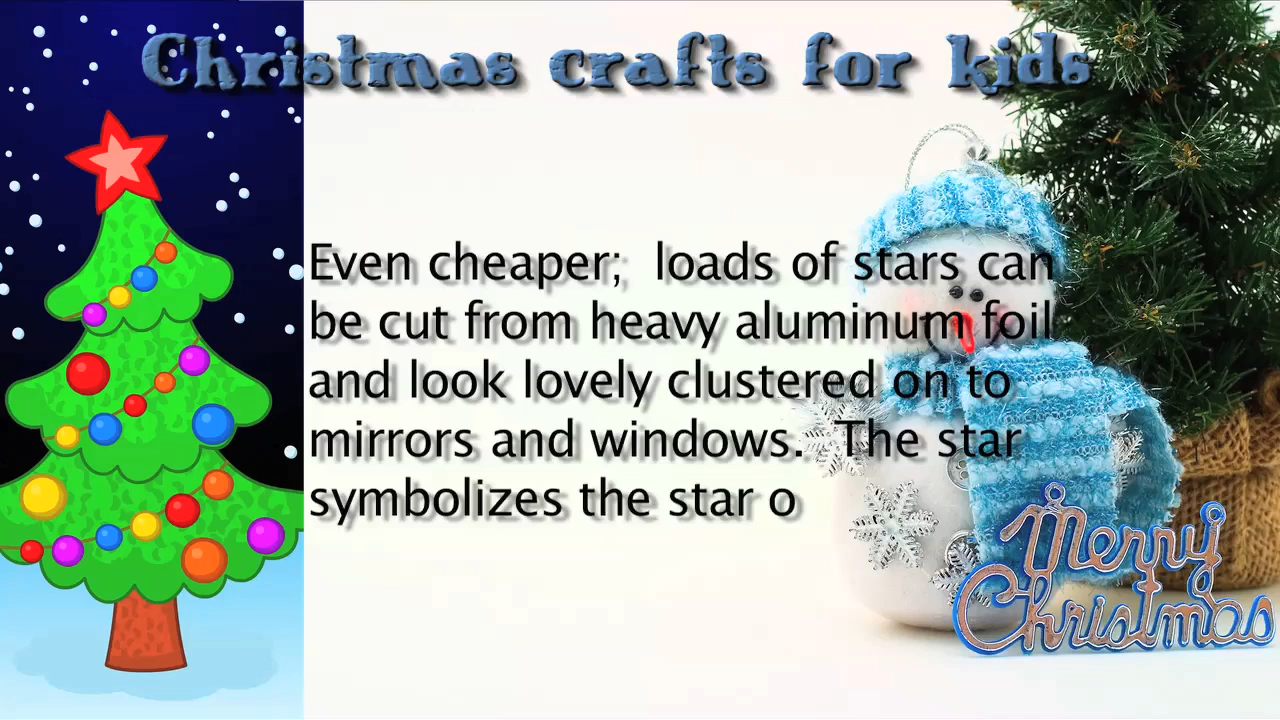 Christmas crafts for kids
Even cheaper;  loads of stars can
be cut from heavy aluminum foil
and look lovely clustered on to
mirrors and windows.  The star
symbolizes the star o
Merry
Christmas